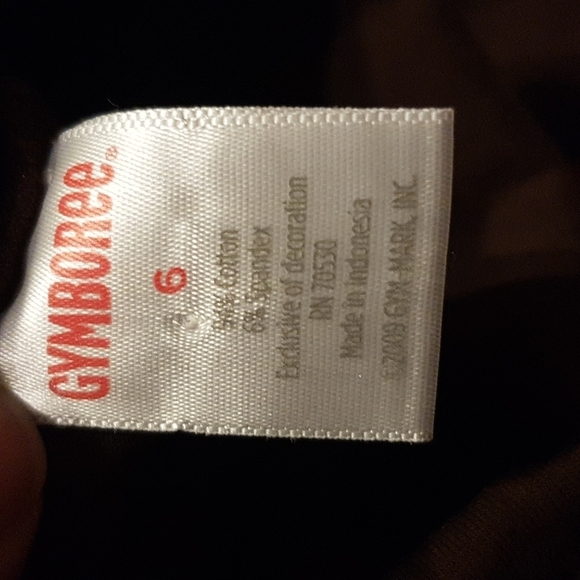 GYMBORee®
6
94% Cotton
6% Spandex
Exclusive of decoration
RN 70530
Made in Indonesia
©2009 GYM-MARK, INC.